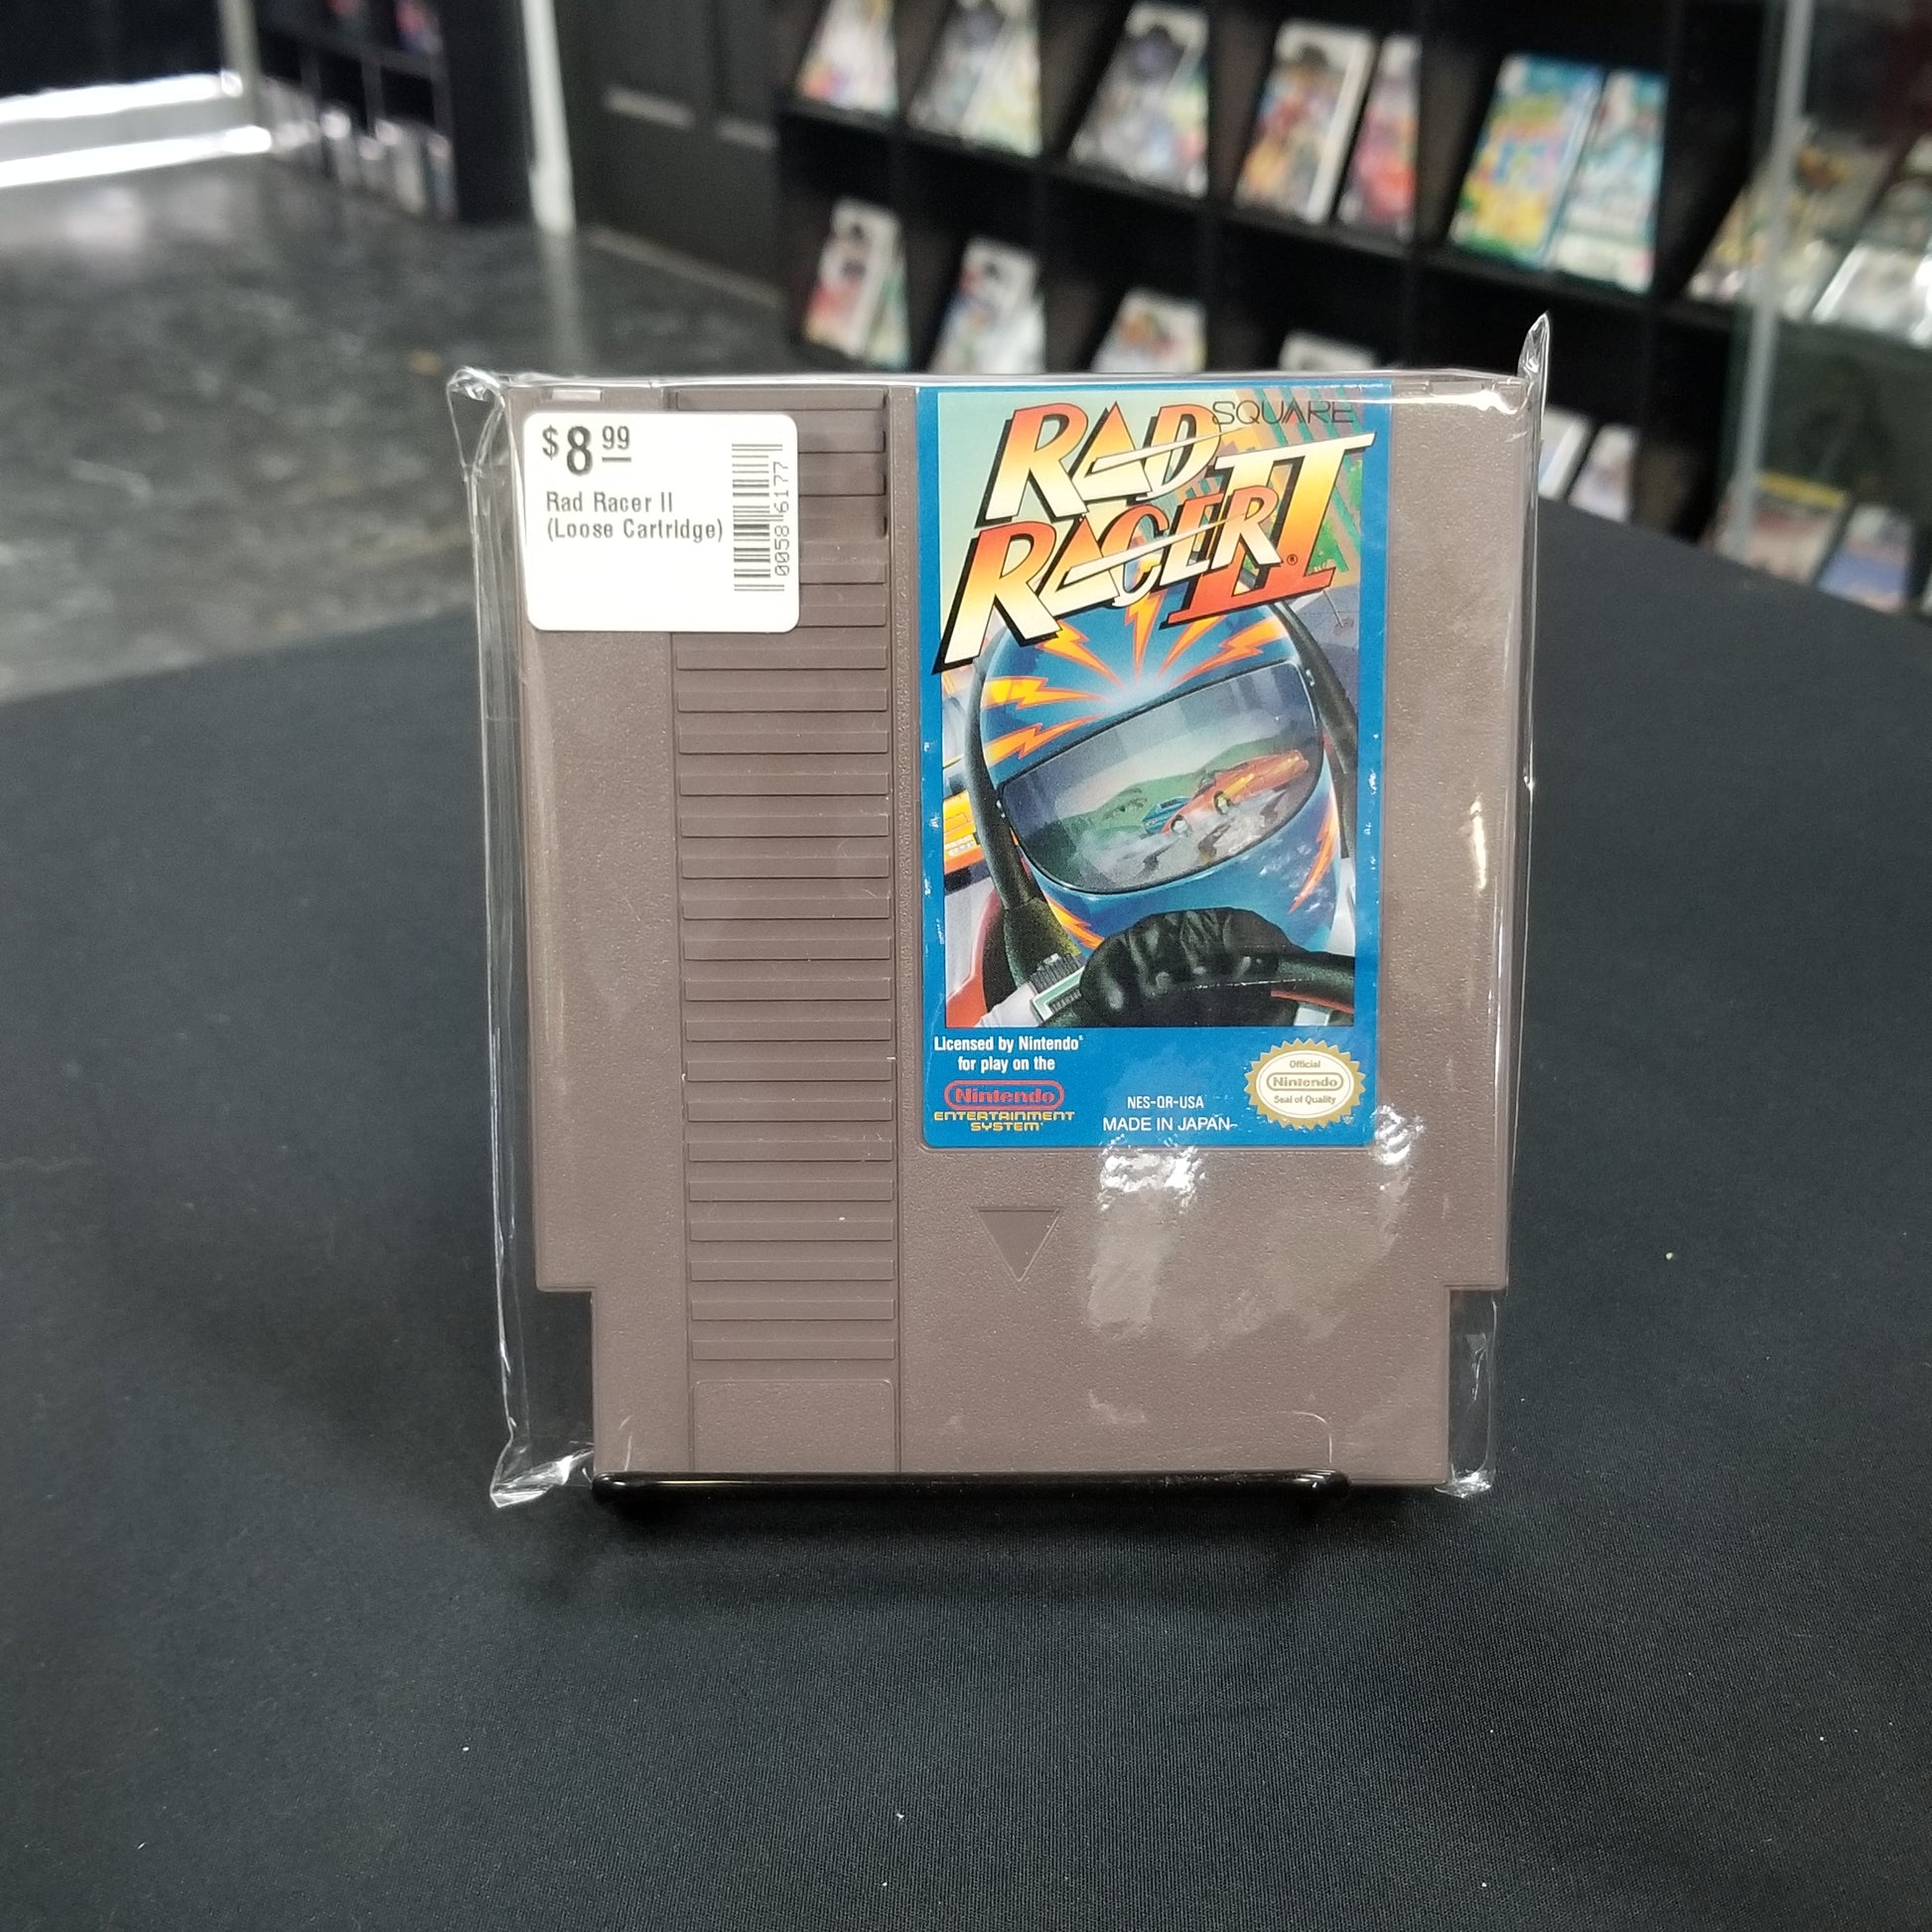 $8 99
Rad Racer II
(Loose Cartridge)
0058 6177
SQUARE
RAD
RACER II
Licensed by Nintendo®
for play on the
Nintendo
ENTERTAINMENT
SYSTEM
NES-QR-USA
MADE IN JAPAN
Official
Nintendo
Seal of Quality